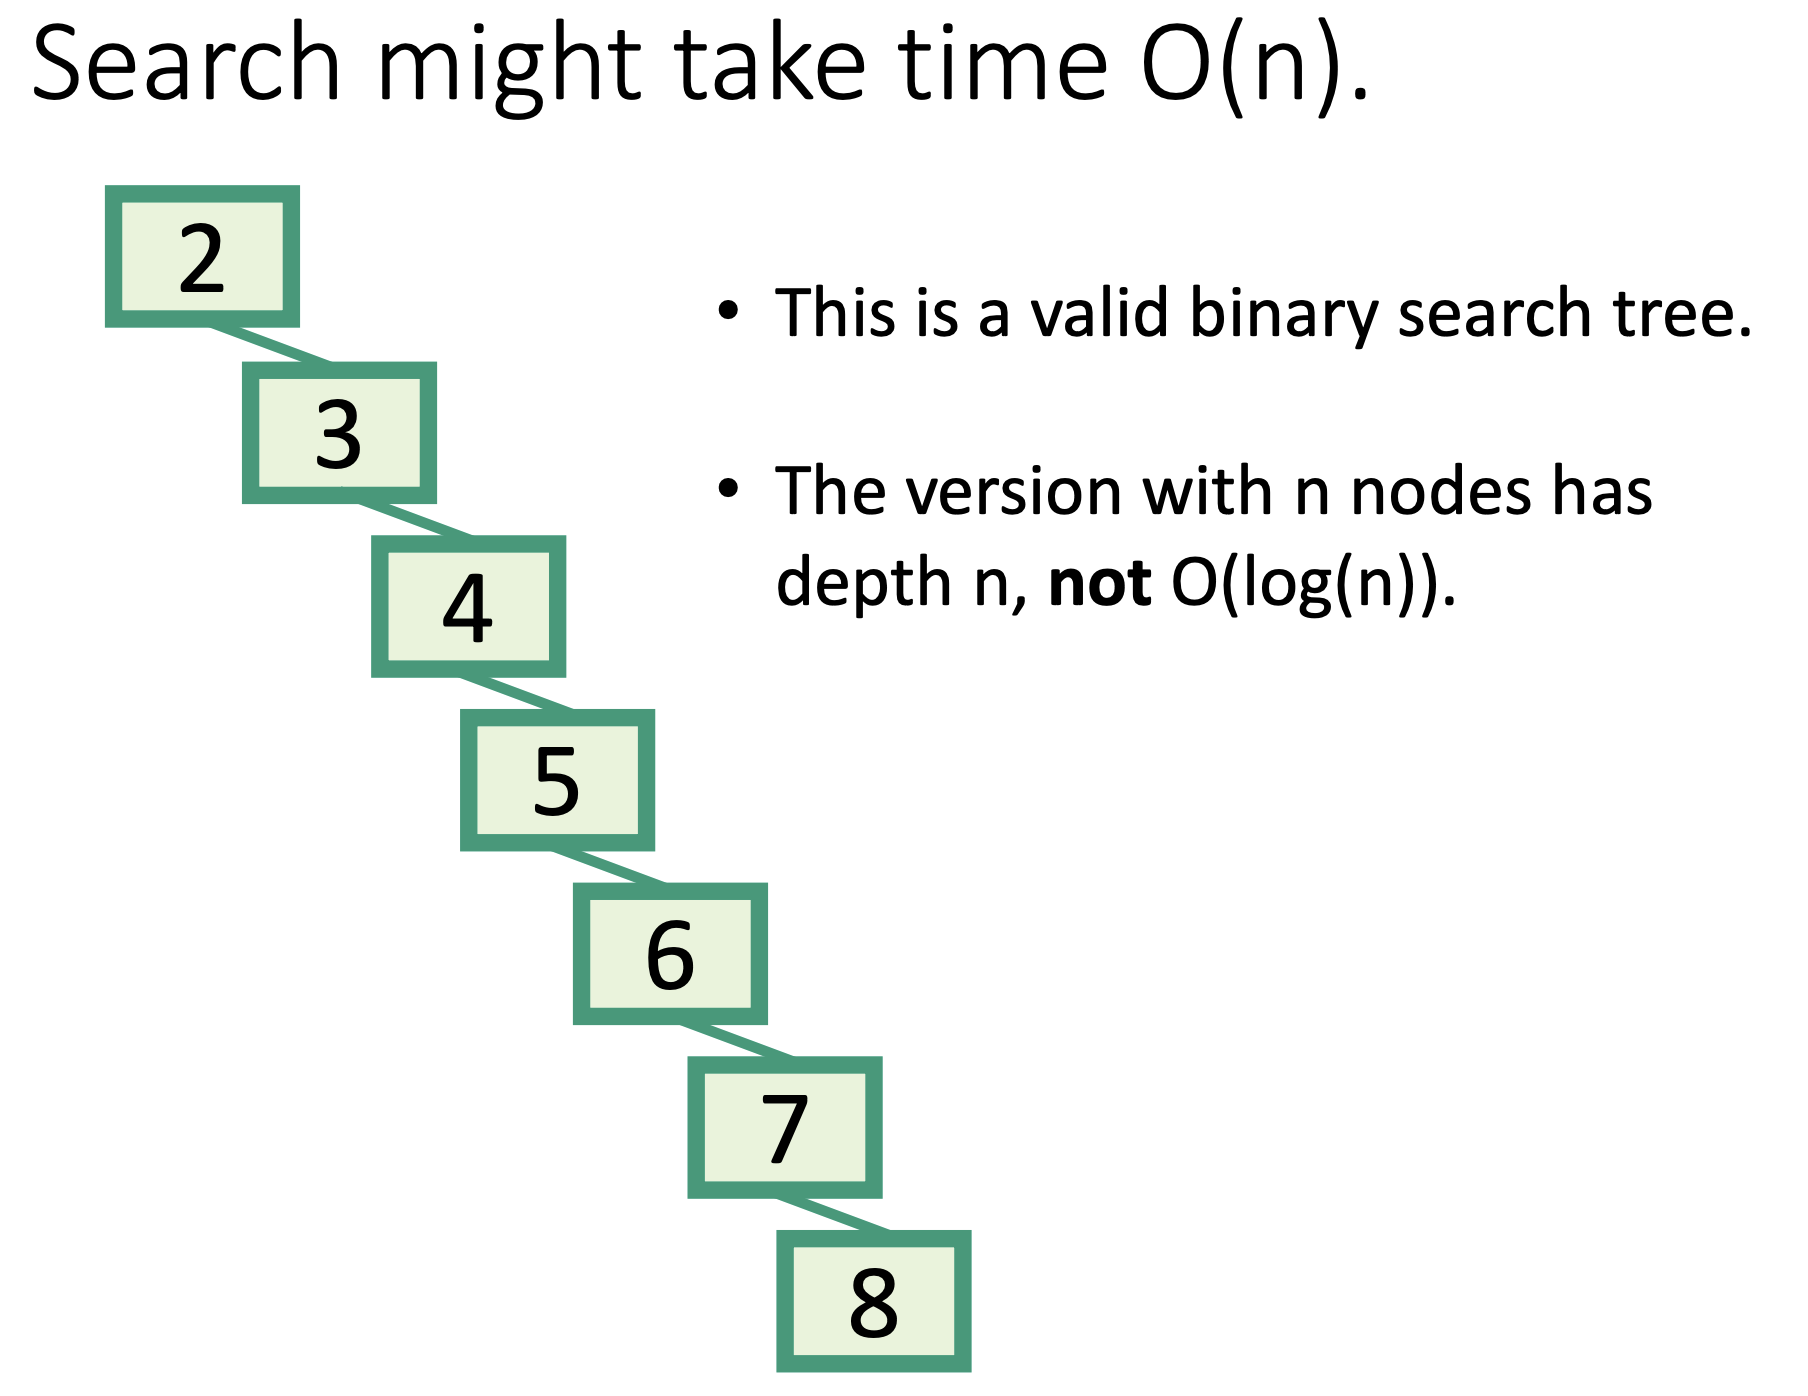 Search might take time O(n).
2
3
4
5
6
7
8
• This is a valid binary search tree.
• The version with n nodes has
depth n, not O(log(n)).